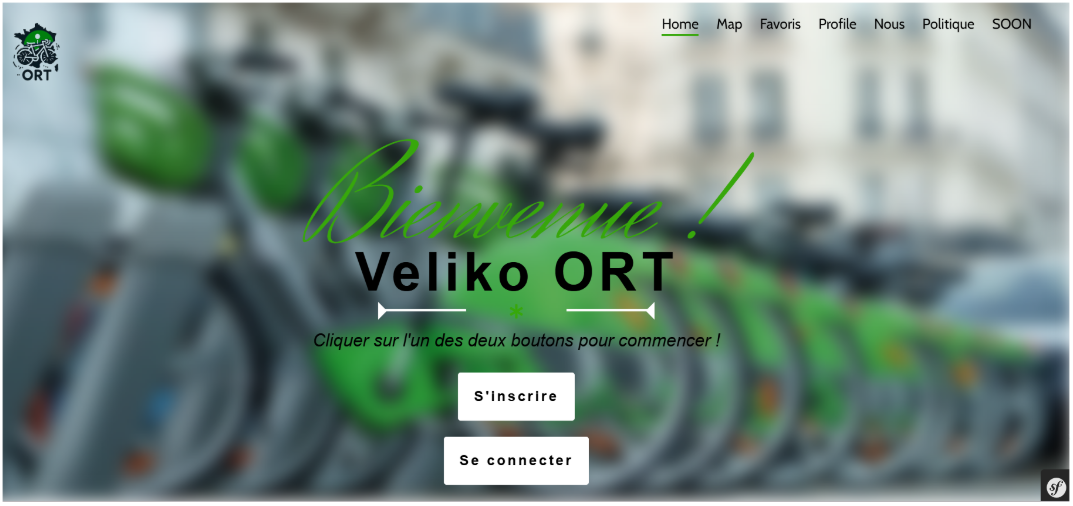 Home Map Favoris Profile Nous Politique SOON
ORT
Bienvenue !
Veliko ORT
*
Cliquer sur l'un des deux boutons pour commencer !
S'inscrire
Se connecter
sf